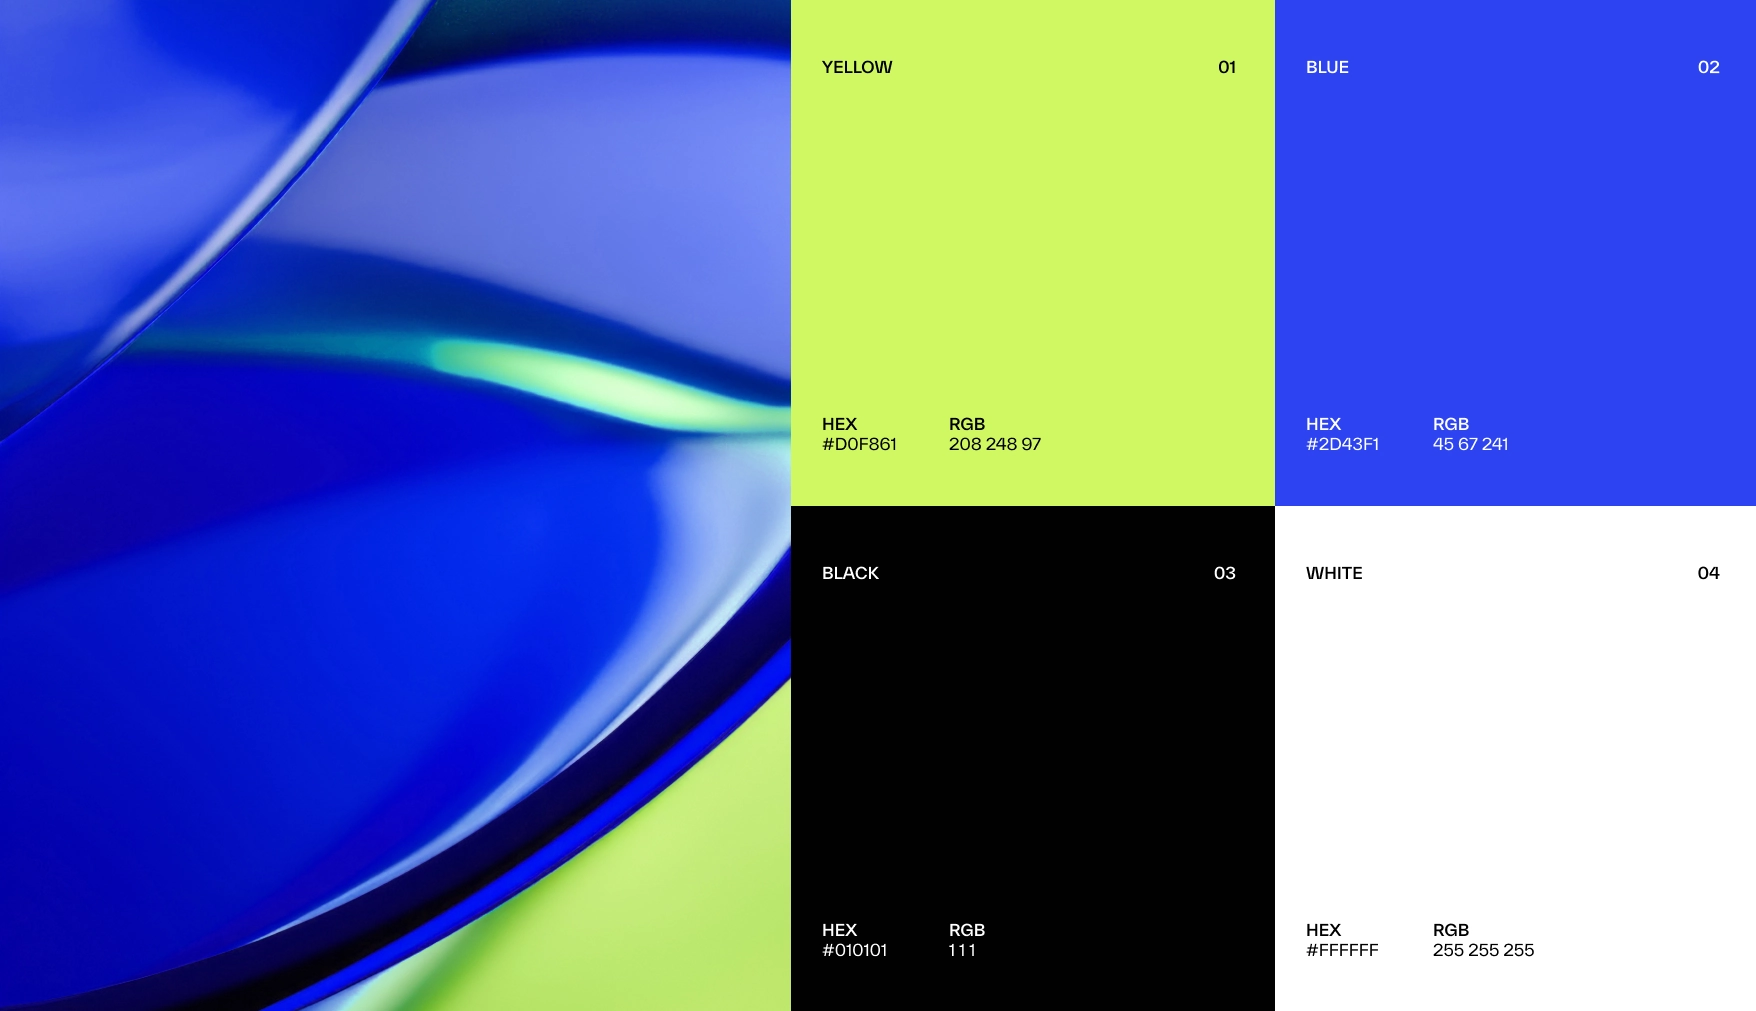 YELLOW 01
HEX RGB
#D0F861 208 248 97
BLUE 02
HEX RGB
#2D43F1 45 67 241
BLACK 03
HEX RGB
#010101 1 1 1
WHITE 04
HEX RGB
#FFFFFF 255 255 255